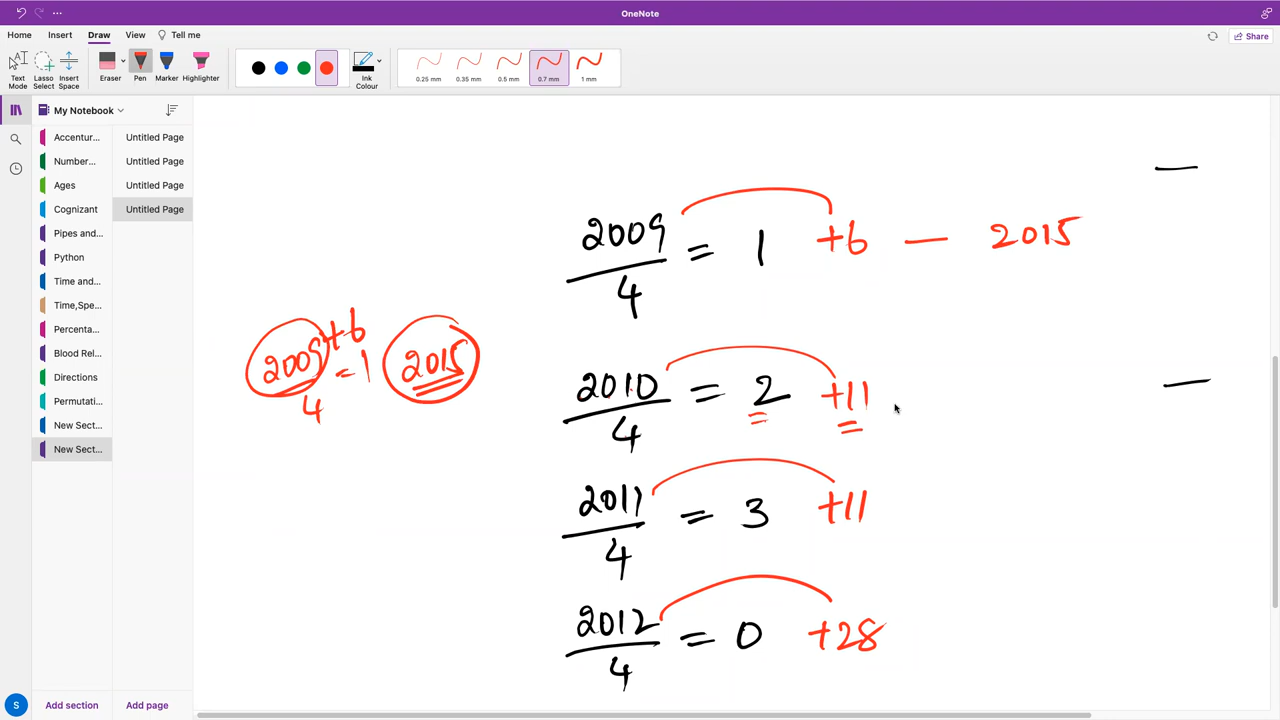 OneNote
Home Insert Draw View Tell me
Share
Text Mode
Lasso Select
Insert Space
Eraser
Pen
Marker
Highlighter
Ink Colour
0.25 mm
0.35 mm
0.5 mm
0.7 mm
1 mm
My Notebook
Accentur...
Number...
Ages
Cognizant
Pipes and...
Python
Time and...
Time,Spe...
Percenta...
Blood Rel...
Directions
Permutati...
New Sect...
New Sect...
Untitled Page
Untitled Page
Untitled Page
Untitled Page
S
Add section
Add page
2009/4 = 1 +6 — 2015
2009/4 +6 = 1 2015
2010/4 = 2 +11
2011/4 = 3 +11
2012/4 = 0 +28